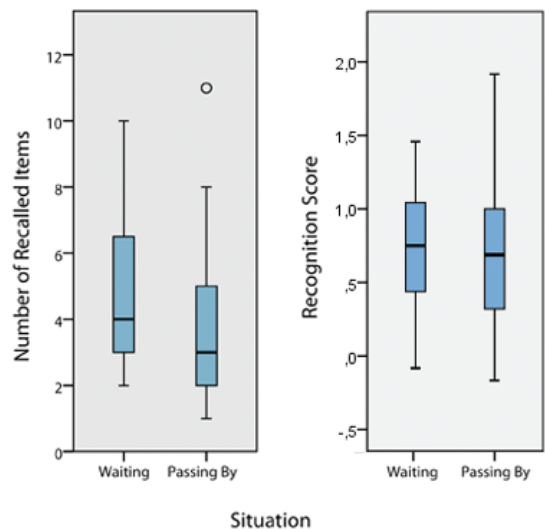 Number of Recalled Items
12
10
8
6
4
2
0
Waiting Passing By
Recognition Score
2,0
1,5
1,0
,5
,0
-,5
Waiting Passing By
Situation